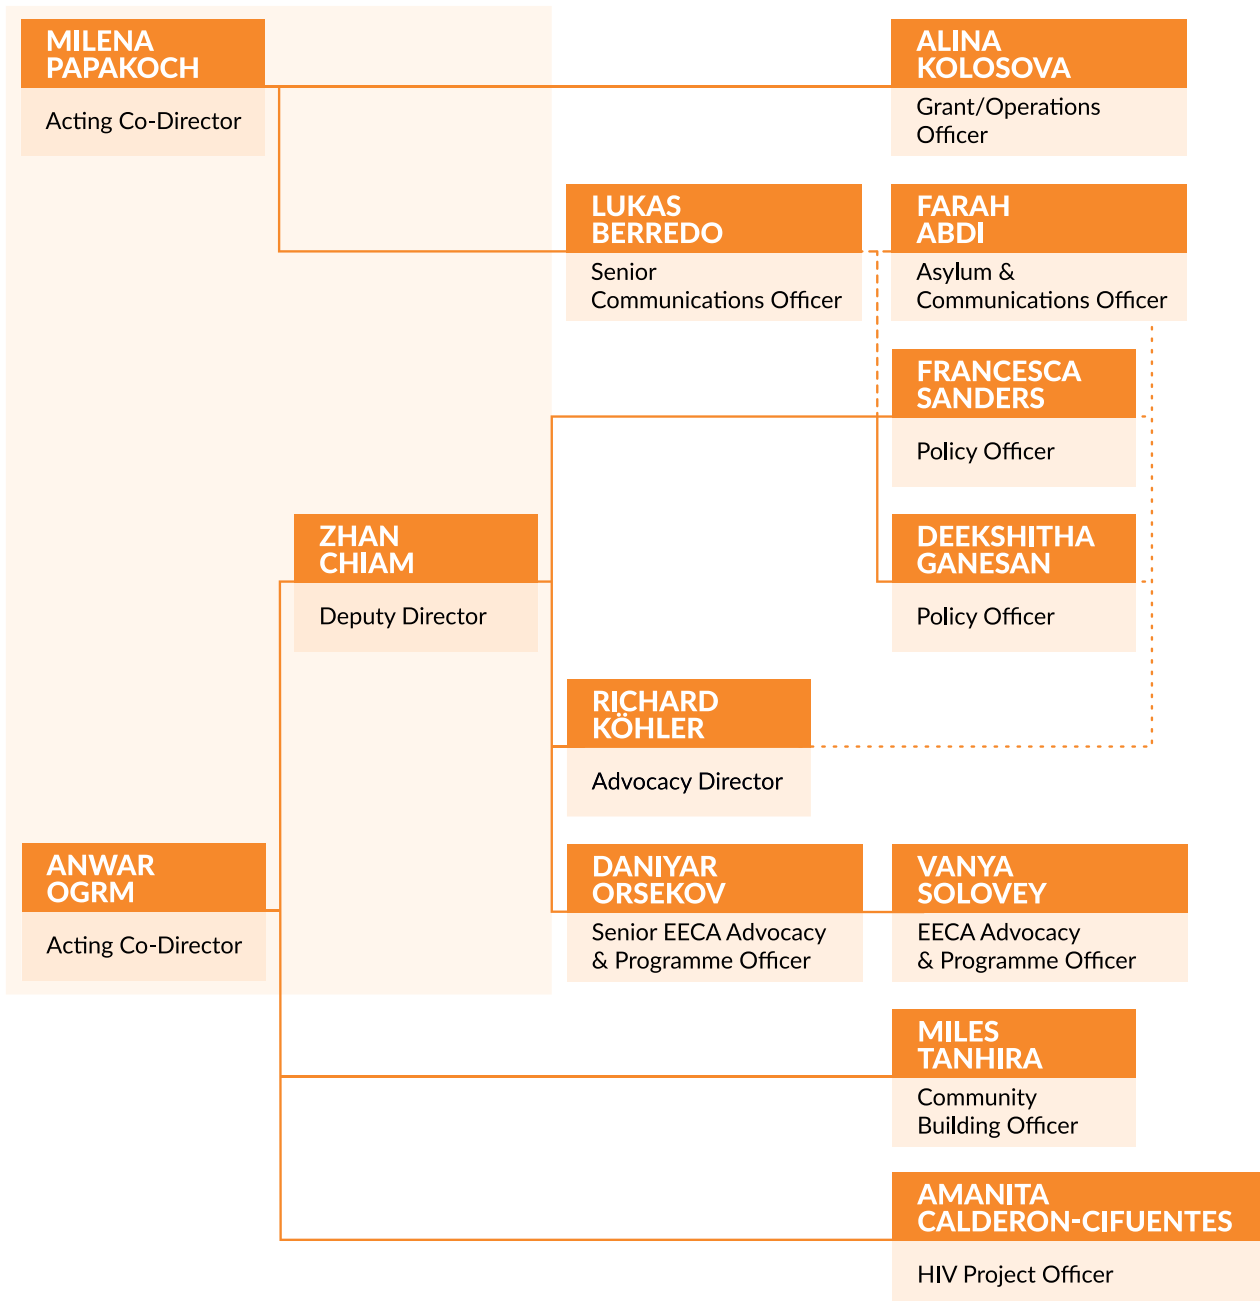 MILENA
PAPAKOCH
Acting Co-Director
ALINA
KOLOSOVA
Grant/Operations
Officer
LUKAS
BERREDO
Senior
Communications Officer
FARAH
ABDI
Asylum &
Communications Officer
FRANCESCA
SANDERS
Policy Officer
ZHAN
CHIAM
Deputy Director
DEEKSHITHA
GANESAN
Policy Officer
RICHARD
KÖHLER
Advocacy Director
ANWAR
OGRM
Acting Co-Director
DANIYAR
ORSEKOV
Senior EECA Advocacy
& Programme Officer
VANYA
SOLOVEY
EECA Advocacy
& Programme Officer
MILES
TANHIRA
Community
Building Officer
AMANITA
CALDERON-CIFUENTES
HIV Project Officer